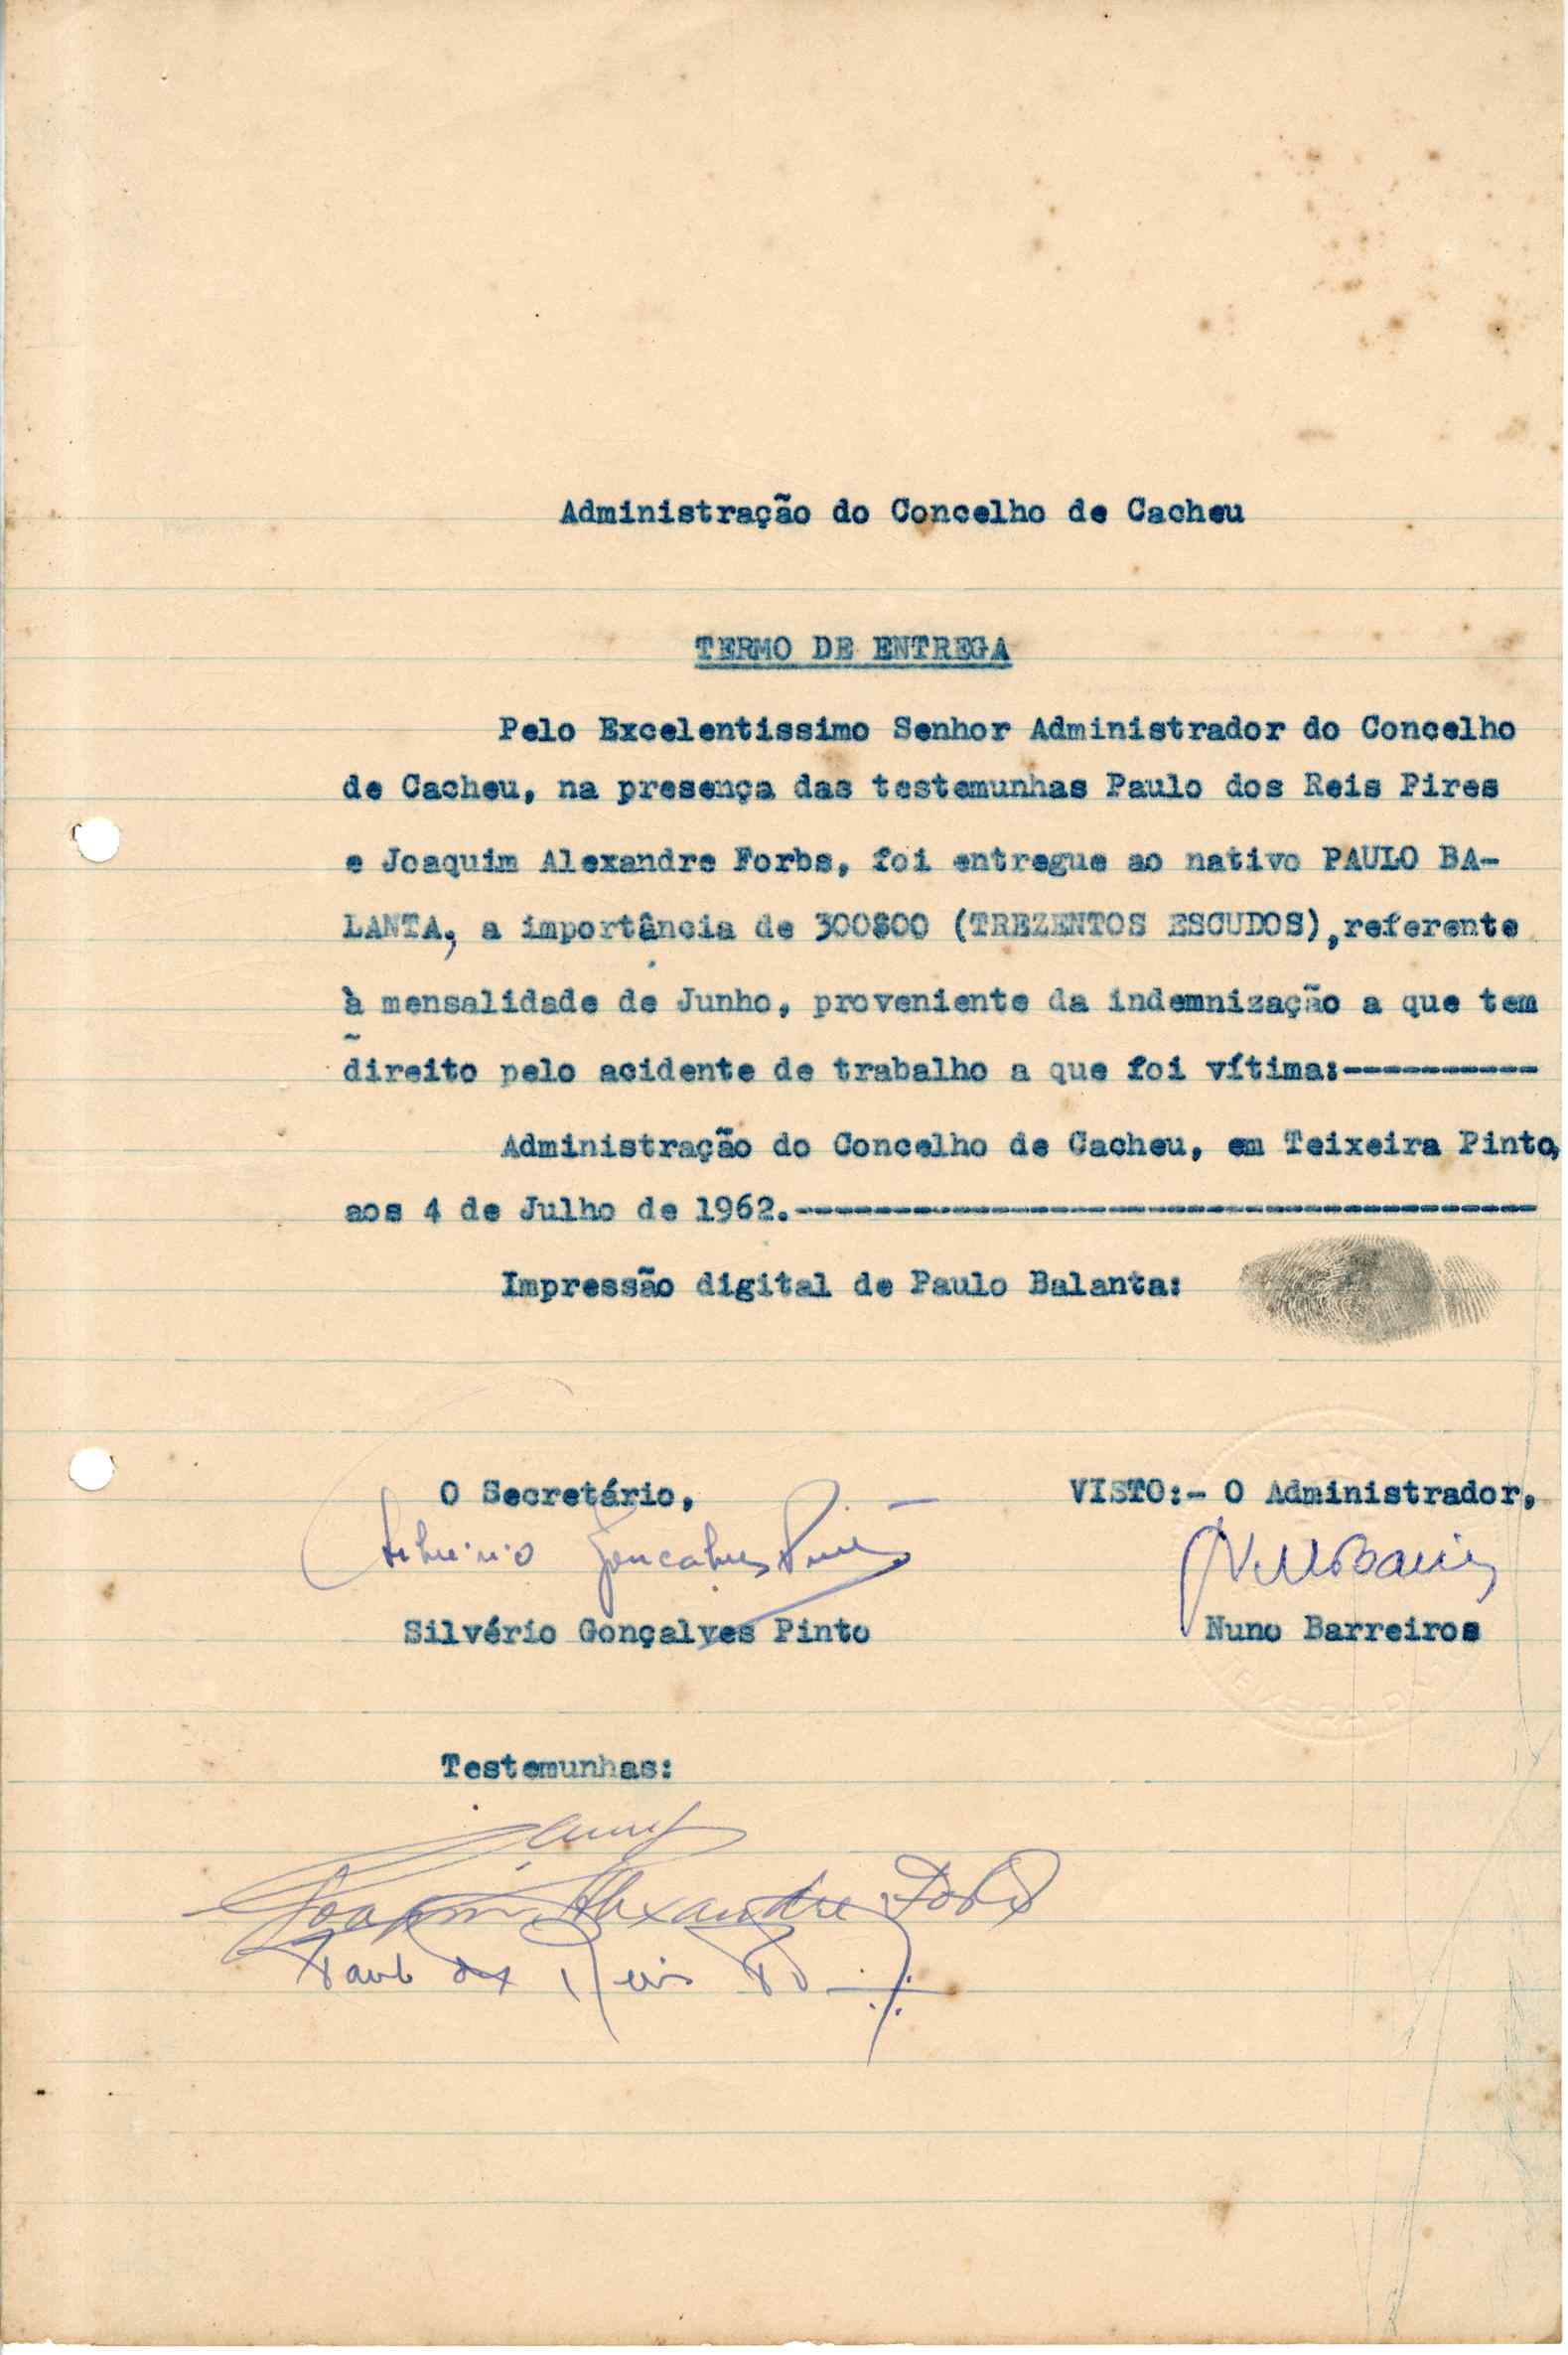 Administração do Concelho de Cacheu
TERMO DE ENTREGA
Pelo Excelentissimo Senhor Administrador do Concelho
de Cacheu, na presença das testemunhas Paulo dos Reis Pires
e Joaquim Alexandre Forbs, foi entregue ao nativo PAULO BA-
LANTA, a importância de 300$00 (TREZENTOS ESCUDOS), referente
à mensalidade de Junho, proveniente da indemnização a que tem
direito pelo acidente de trabalho a que foi vítima:----------
Administração do Concelho de Cacheu, em Teixeira Pinto,
aos 4 de Julho de 1962.--------------------------------------
Impressão digital de Paulo Balanta:
O Secretário,
VISTO:- O Administrador,
Silverio Gonçalves Pinto
Silvério Gonçalves Pinto
Nuno Barreiros
Testemunhas:
Joaquim Alexandre Forbs
Paulo dos Reis